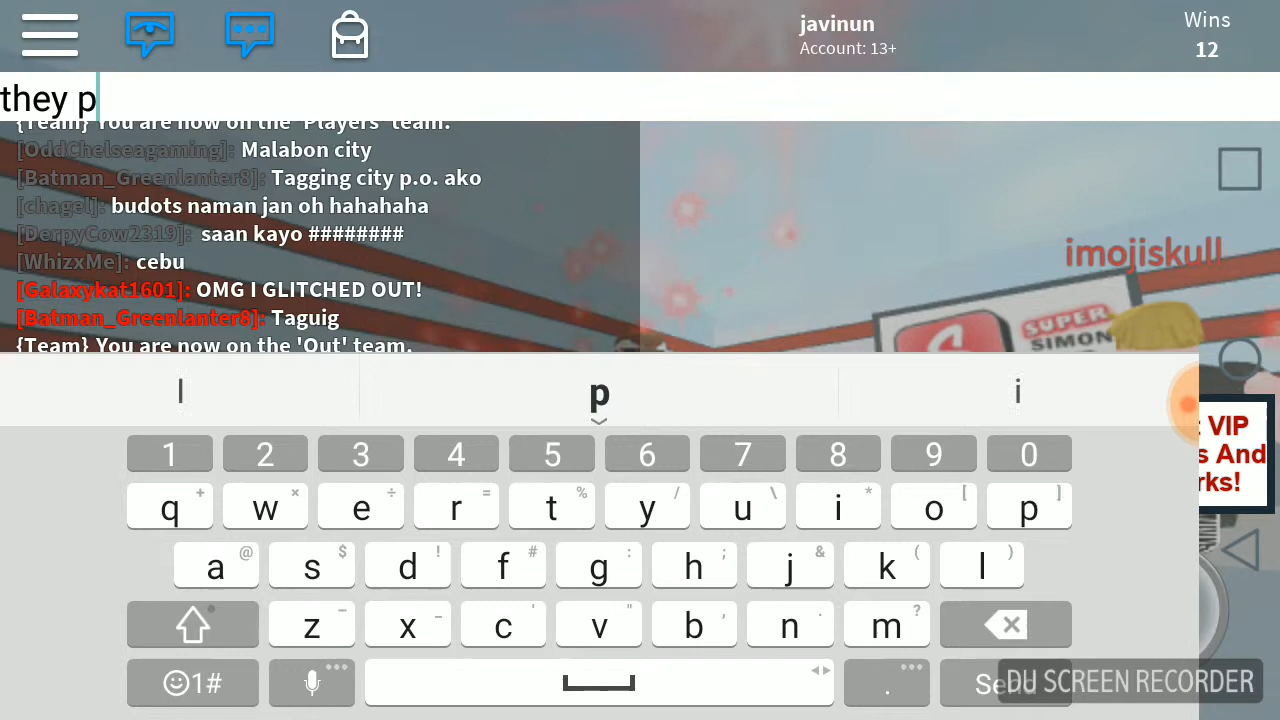 javinun
Account: 13+
Wins
12
they p
{Team} You are now on the 'Players' team.
[OddChelseagaming]: Malabon city
[Batman_Greenlanter8]: Tagging city p.o. ako
[chagel]: budots naman jan oh hahahaha
[DerpyCow2319]: saan kayo ########
[WhizxMe]: cebu
[Galaxykat1601]: OMG I GLITCHED OUT!
[Batman_Greenlanter8]: Taguig
{Team} You are now on the 'Out' team.
imojiskull
SUPER
SIMON
l p i
VIP
s And
rks!
1 2 3 4 5 6 7 8 9 0
q + w × e ÷ r = t % y / u \ i * o [ p ]
a @ s $ d ! f # g : h ; j & k ( l )
z – x - c ' v " b , n . m ?
1# .
DU SCREEN RECORDER